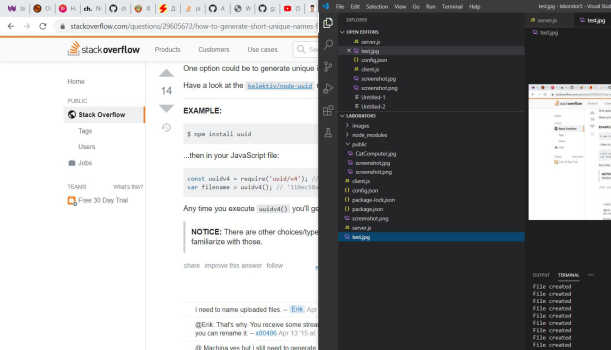 stackoverflow.com/questions/29605672/how-to-generate-short-unique-names-f
stackoverflow
Products
Customers
Use cases
Home
PUBLIC
Stack Overflow
Tags
Users
Jobs
TEAMS What's this?
Free 30 Day Trial
14
One option could be to generate unique
Have a look at the kelektiv/node-uuid
EXAMPLE:
$ npm install uuid
...then in your JavaScript file:
const uuidv4 = require('uuid/v4'); //
var filename = uuidv4(); //
Any time you execute uuidv4() you'll ge
NOTICE: There are other choices/type
familiarize with those.
share improve this answer follow
I need to name uploaded files. – Erik Apr
@Erik. That's why. You receive some strea
you can rename it. – x80486 Apr 13 '15 at
@ Machina yes but i still need to generate
File Edit Selection View Go Run Terminal Help
test.jpg - laborator5 - Visual Stud
EXPLORER
OPEN EDITORS
server.js
test.jpg
config.json
client.js
screenshot.jpg
screenshot.png
Untitled-1
Untitled-2
LABORATOR5
images
node_modules
public
CatComputer.jpg
screenshot.jpg
screenshot.png
client.js
config.json
package-lock.json
package.json
screenshot.png
server.js
test.jpg
server.js
test.jpg
test.jpg
OUTPUT TERMINAL ...
File created
File created
File created
File created
File created
File created
File created
File created